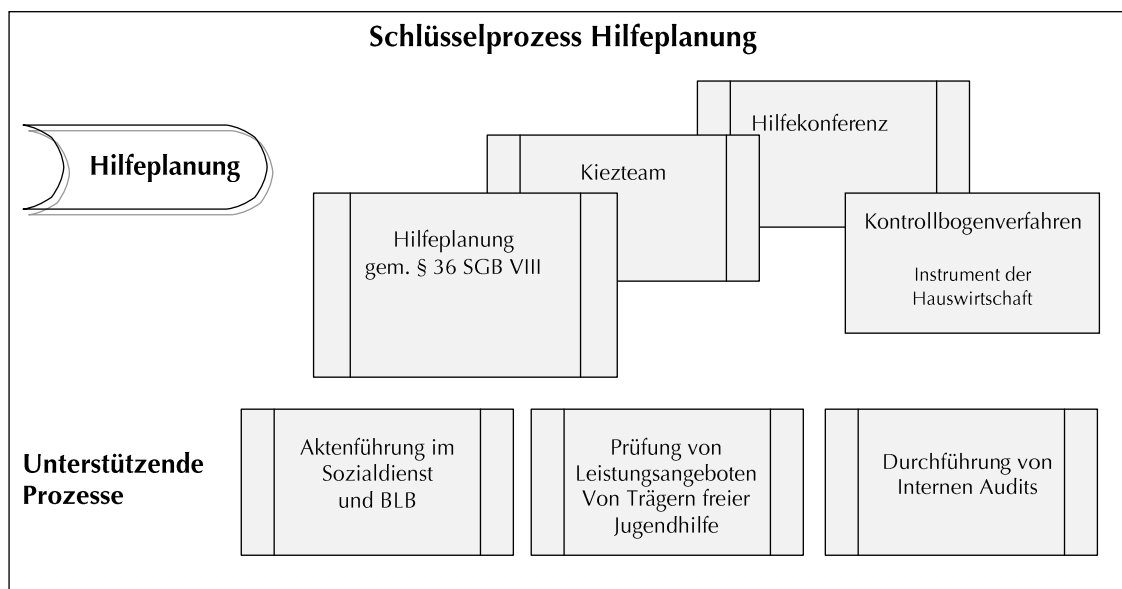 Schlüsselprozess Hilfeplanung
Hilfeplanung
Hilfekonferenz
Kiezteam
Hilfeplanung
gem. § 36 SGB VIII
Kontrollbogenverfahren
Instrument der
Hauswirtschaft
Unterstützende
Prozesse
Aktenführung im
Sozialdienst
und BLB
Prüfung von
Leistungsangeboten
Von Trägern freier
Jugendhilfe
Durchführung von
Internen Audits